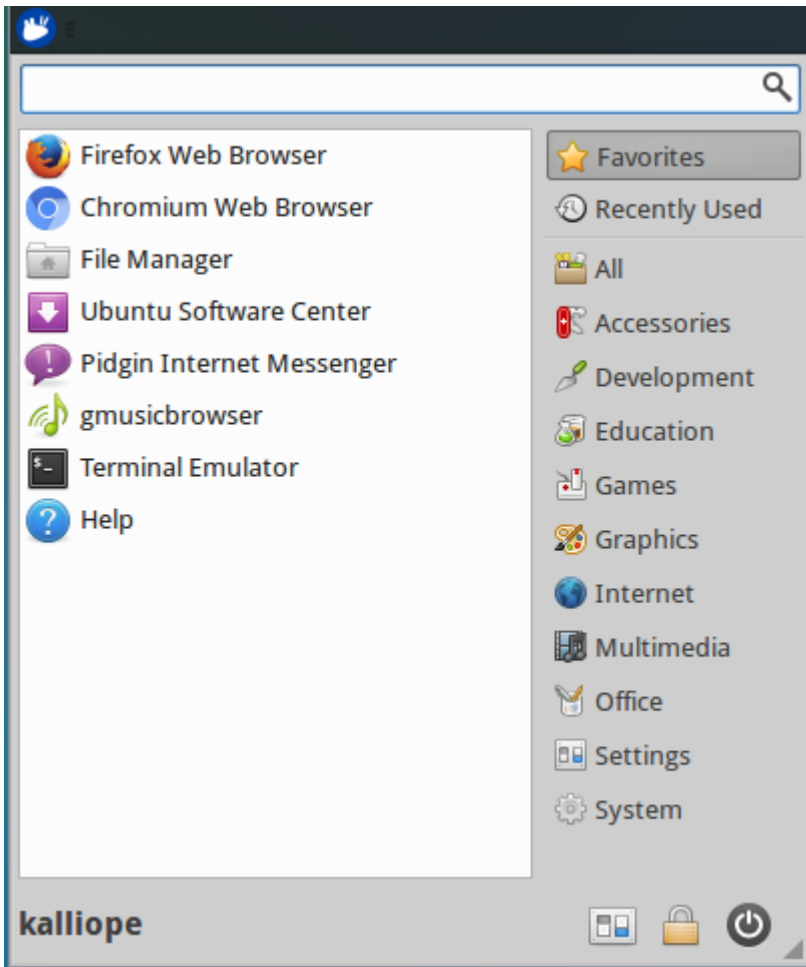 Firefox Web Browser
Chromium Web Browser
File Manager
Ubuntu Software Center
Pidgin Internet Messenger
gmusicbrowser
Terminal Emulator
Help
Favorites
Recently Used
All
Accessories
Development
Education
Games
Graphics
Internet
Multimedia
Office
Settings
System
kalliope